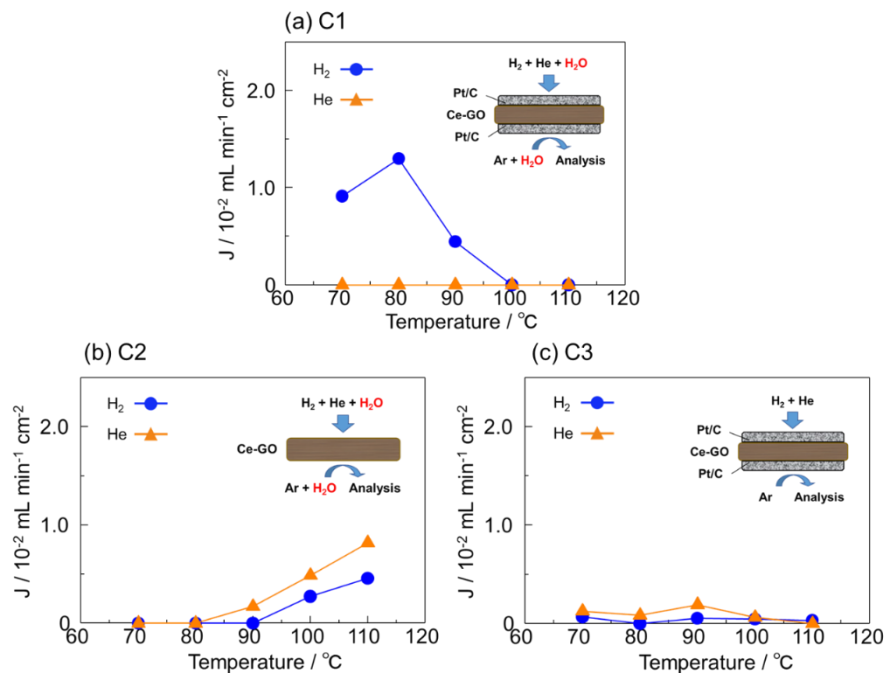 (a) C1
H₂
He
H₂ + He + H₂O
Pt/C
Ce-GO
Pt/C
Ar + H₂O Analysis
2.0
1.0
0
J / 10⁻² mL min⁻¹ cm⁻²
60 70 80 90 100 110 120
Temperature / °C
(b) C2
H₂
He
H₂ + He + H₂O
Ce-GO
Ar + H₂O Analysis
2.0
1.0
0
J / 10⁻² mL min⁻¹ cm⁻²
60 70 80 90 100 110 120
Temperature / °C
(c) C3
H₂
He
H₂ + He
Pt/C
Ce-GO
Pt/C
Ar Analysis
2.0
1.0
0
J / 10⁻² mL min⁻¹ cm⁻²
60 70 80 90 100 110 120
Temperature / °C